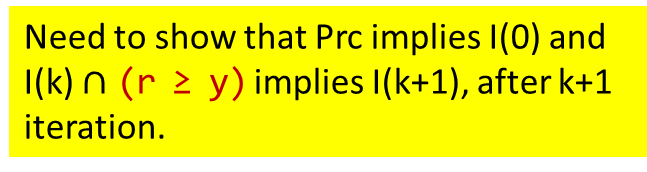 Need to show that Prc implies I(0) and
I(k) ∩ (r ≥ y) implies I(k+1), after k+1
iteration.